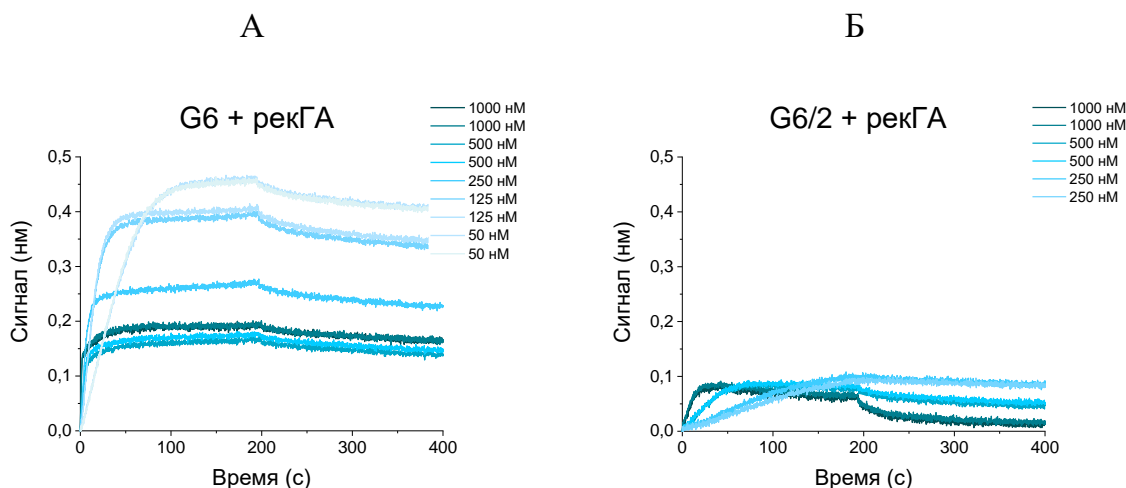 А
Б
G6 + рекГА
1000 нМ
1000 нМ
500 нМ
500 нМ
250 нМ
125 нМ
125 нМ
50 нМ
50 нМ
Сигнал (нм)
0,5
0,4
0,3
0,2
0,1
0,0
0
100
200
300
400
Время (с)
G6/2 + рекГА
1000 нМ
1000 нМ
500 нМ
500 нМ
250 нМ
250 нМ
Сигнал (нм)
0,5
0,4
0,3
0,2
0,1
0,0
0
100
200
300
400
Время (с)